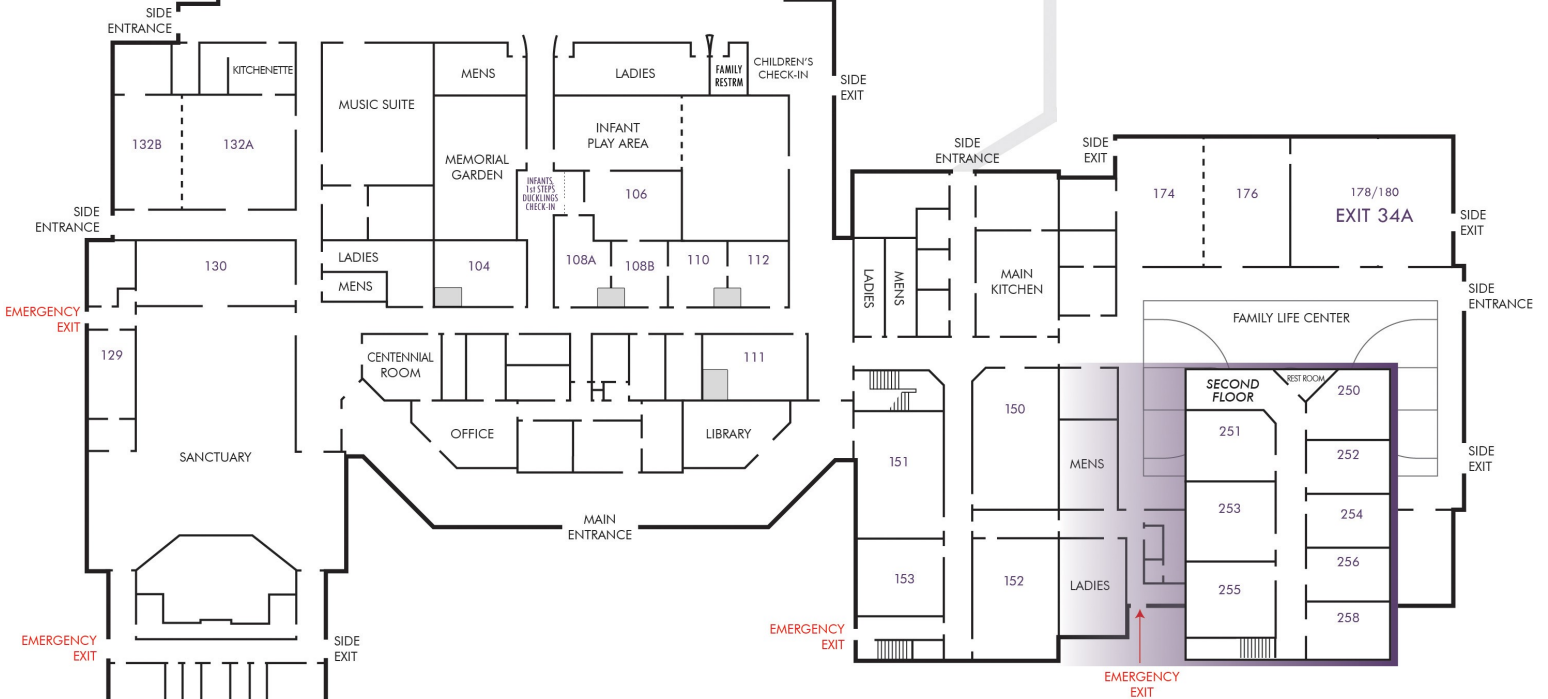 SIDE
ENTRANCE
KITCHENETTE
132B
132A
MUSIC SUITE
MENS
LADIES
FAMILY
RESTRM
CHILDREN'S
CHECK-IN
SIDE
EXIT
INFANT
PLAY AREA
MEMORIAL
GARDEN
INFANTS,
1st STEPS
DUCKLINGS
CHECK-IN
106
SIDE
ENTRANCE
SIDE
EXIT
174
176
178/180
EXIT 34A
SIDE
EXIT
SIDE
ENTRANCE
130
LADIES
MENS
104
108A
108B
110
112
LADIES
MENS
MAIN
KITCHEN
SIDE
ENTRANCE
FAMILY LIFE CENTER
EMERGENCY
EXIT
129
CENTENNIAL
ROOM
111
SECOND
FLOOR
REST ROOM
250
150
251
OFFICE
LIBRARY
SANCTUARY
151
MENS
252
SIDE
EXIT
253
254
MAIN
ENTRANCE
256
153
152
LADIES
255
258
EMERGENCY
EXIT
SIDE
EXIT
EMERGENCY
EXIT
EMERGENCY
EXIT